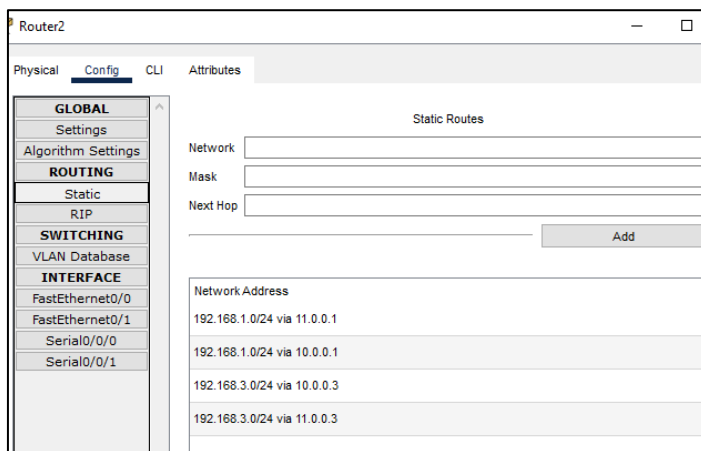 Router2
Physical Config CLI Attributes
GLOBAL
Settings
Algorithm Settings
ROUTING
Static
RIP
SWITCHING
VLAN Database
INTERFACE
FastEthernet0/0
FastEthernet0/1
Serial0/0/0
Serial0/0/1
Static Routes
Network
Mask
Next Hop
Add
Network Address
192.168.1.0/24 via 11.0.0.1
192.168.1.0/24 via 10.0.0.1
192.168.3.0/24 via 10.0.0.3
192.168.3.0/24 via 11.0.0.3